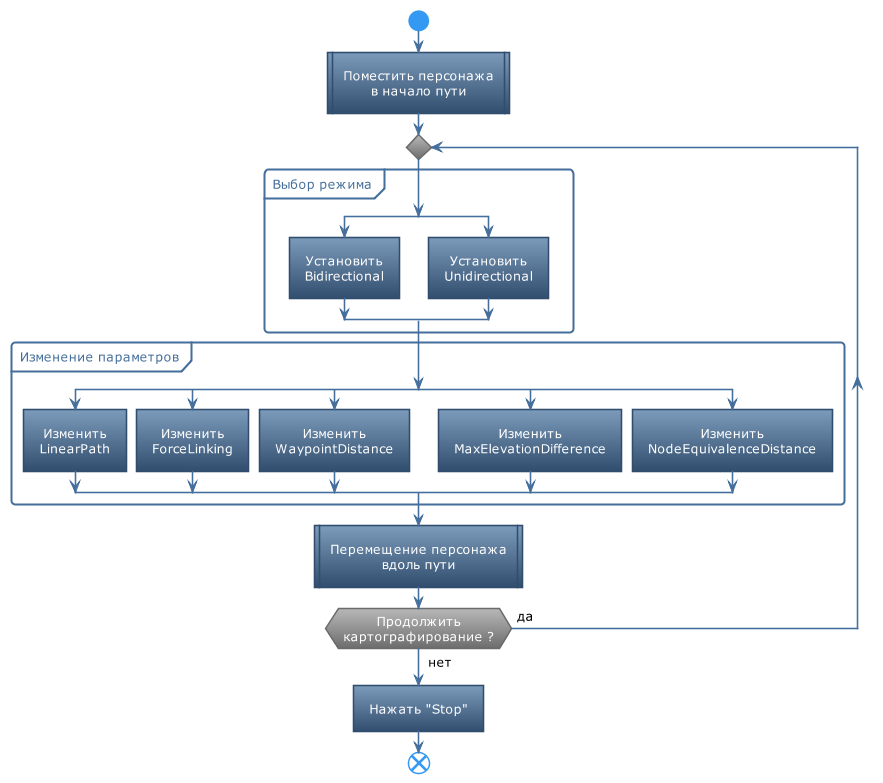 Поместить персонажа
в начало пути
Выбор режима
Установить
Bidirectional
Установить
Unidirectional
Изменение параметров
Изменить
LinearPath
Изменить
ForceLinking
Изменить
WaypointDistance
Изменить
MaxElevationDifference
Изменить
NodeEquivalenceDistance
Перемещение персонажа
вдоль пути
Продолжить
картографирование ?
да
нет
Нажать "Stop"